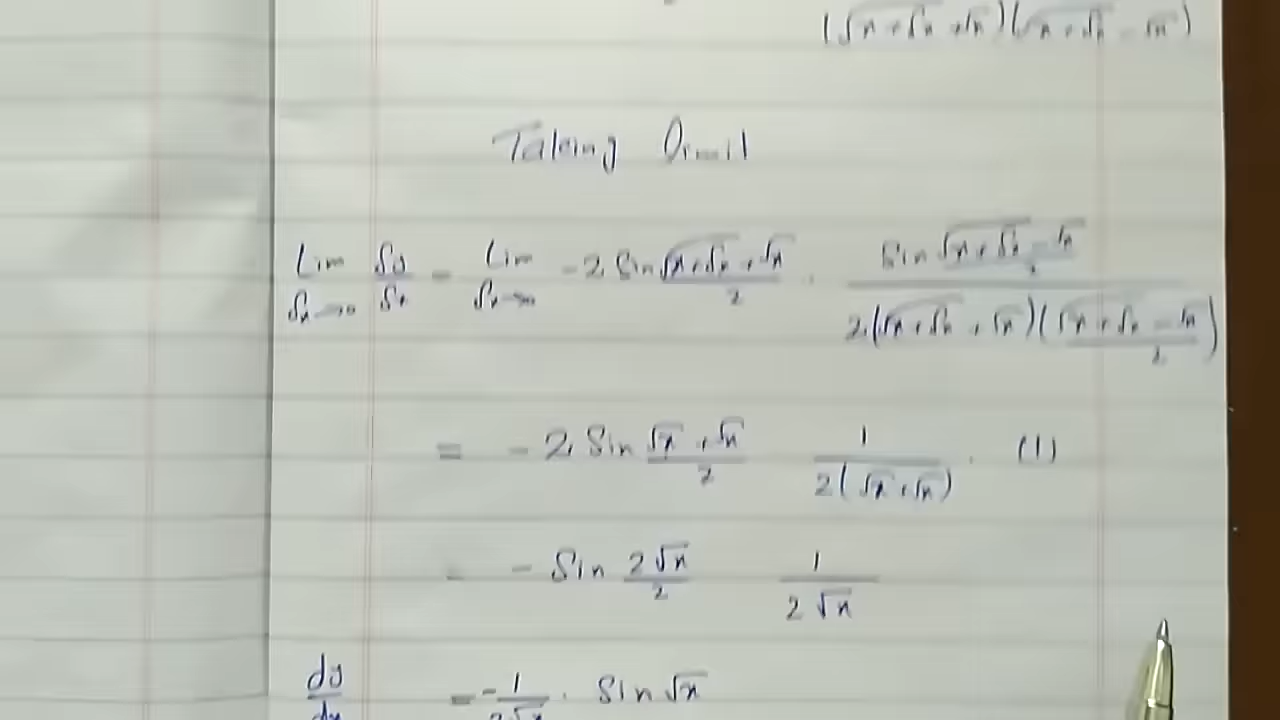 (√x+δx +√x)(√x+δx - √x)
Taking limit
Lim δx→0 δy/δx = Lim δx→0 -2 Sin (√x+δx + √x)/2 . Sin (√x+δx - √x)/2 / 2(√x+δx + √x)((√x+δx - √x)/2)
= -2 Sin (√x + √x)/2 1/2(√x+√x) . (1)
= - Sin 2√x/2 1/2√x
dy/dx = -1/2√x . Sin √x